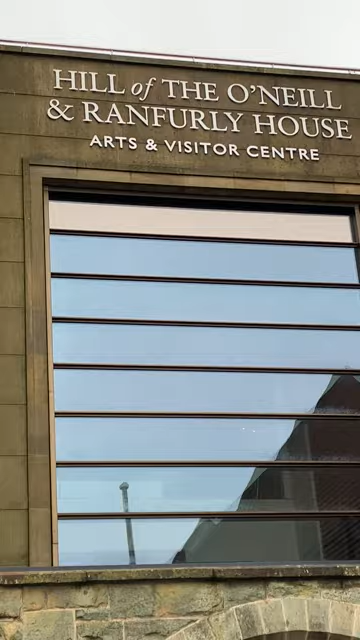 HILL of THE O'NEILL
& RANFURLY HOUSE
ARTS & VISITOR CENTRE